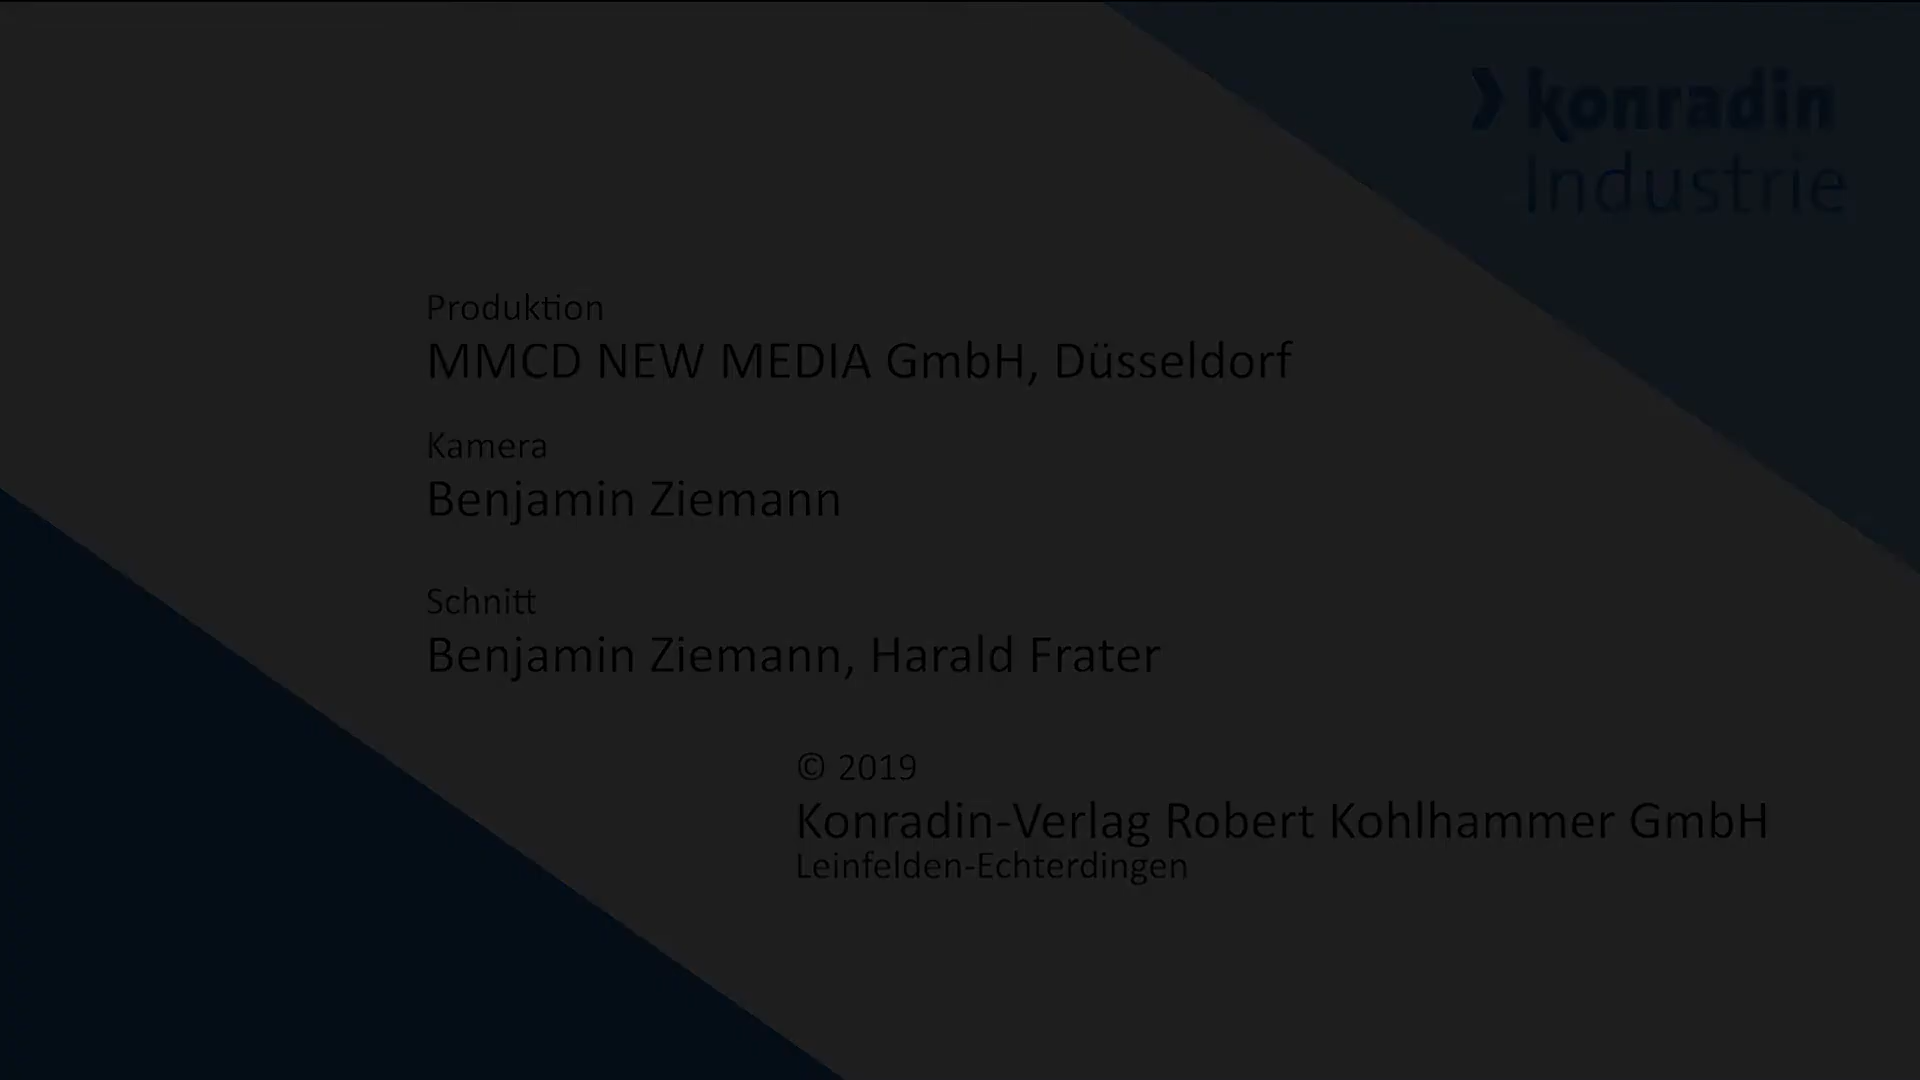 konradin
Industrie
Produktion
MMCD NEW MEDIA GmbH, Düsseldorf
Kamera
Benjamin Ziemann
Schnitt
Benjamin Ziemann, Harald Frater
© 2019
Konradin-Verlag Robert Kohlhammer GmbH
Leinfelden-Echterdingen